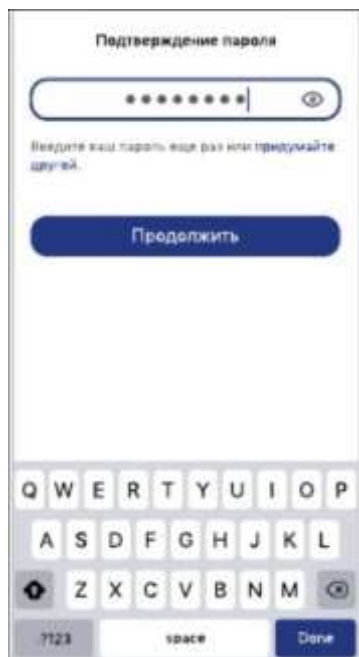 Подтверждение пароля
Введите ваш пароль еще раз или придумайте
другой.
Продолжить
Q W E R T Y U I O P
A S D F G H J K L
Z X C V B N M
?123 space Done